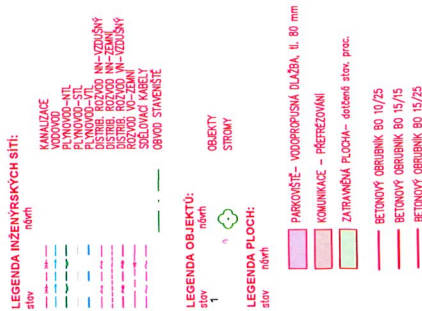 LEGENDA INŽENÝRSKÝCH SÍTÍ:
stav návrh
KANALIZACE
VODOVOD
PLYNOVOD-NTL
PLYNOVOD-STL
PLYNOVOD-VTL
DISTRIB. ROZVOD NN-VZDUŠNÝ
DISTRIB. ROZVOD NN-ZEMNÍ
DISTRIB. ROZVOD VN-VZDUŠNÝ
ROZVOD VO-ZEMNÍ
SDĚLOVACÍ KABELY
OBVOD STAVENIŠTĚ
LEGENDA OBJEKTŮ:
stav návrh
1 OBJEKTY
STROMY
LEGENDA PLOCH:
návrh
PARKOVIŠTĚ- VODOPROPUSNÁ DLAŽBA, tl. 80 mm
KOMUNIKACE - PŘEFRÉZOVÁNÍ
ZATRAVNĚNÁ PLOCHA- dotčená stav. prac.
BETONOVÝ OBRUBNÍK BO 10/25
BETONOVÝ OBRUBNÍK BO 15/15
BETONOVÝ OBRUBNÍK BO 15/25